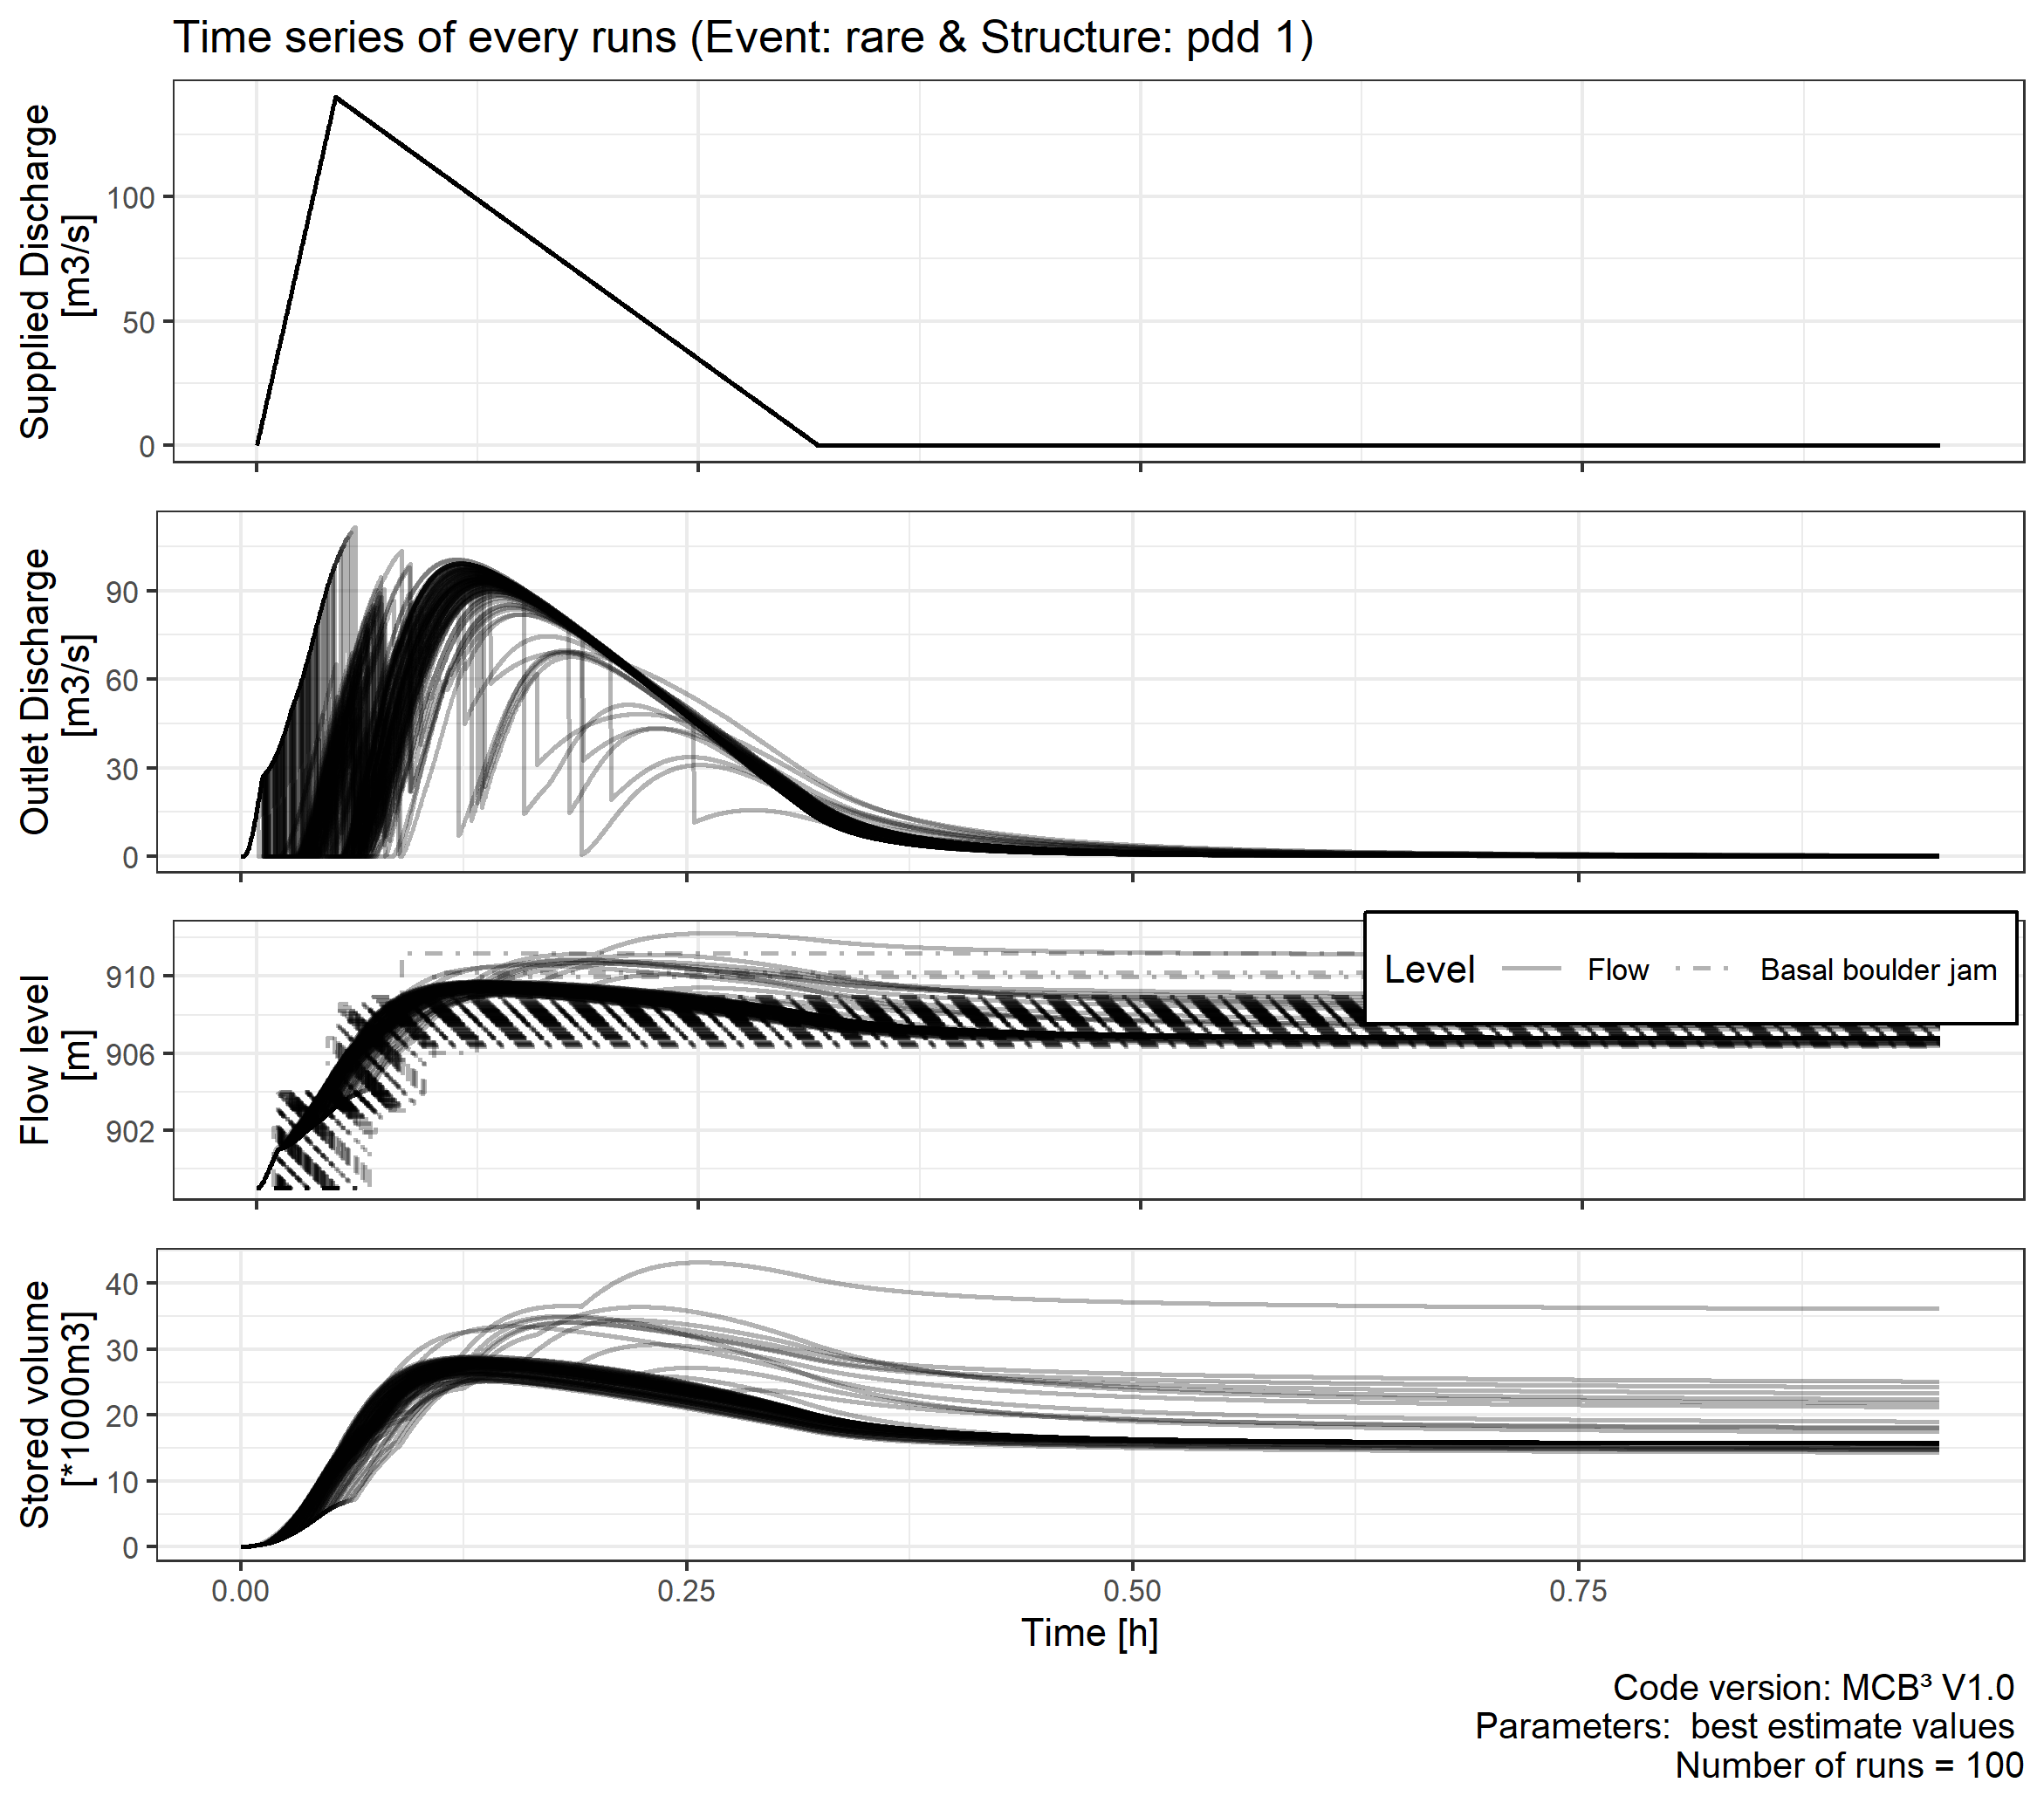 Time series of every runs (Event: rare & Structure: pdd 1)
Supplied Discharge
[m3/s]
100
50
0
Outlet Discharge
[m3/s]
90
60
30
0
Flow level
[m]
910
906
902
Level
Flow
Basal boulder jam
Stored volume
[*1000m3]
40
30
20
10
0
0.00
0.25
0.50
0.75
Time [h]
Code version: MCB³ V1.0
Parameters:  best estimate values
Number of runs = 100